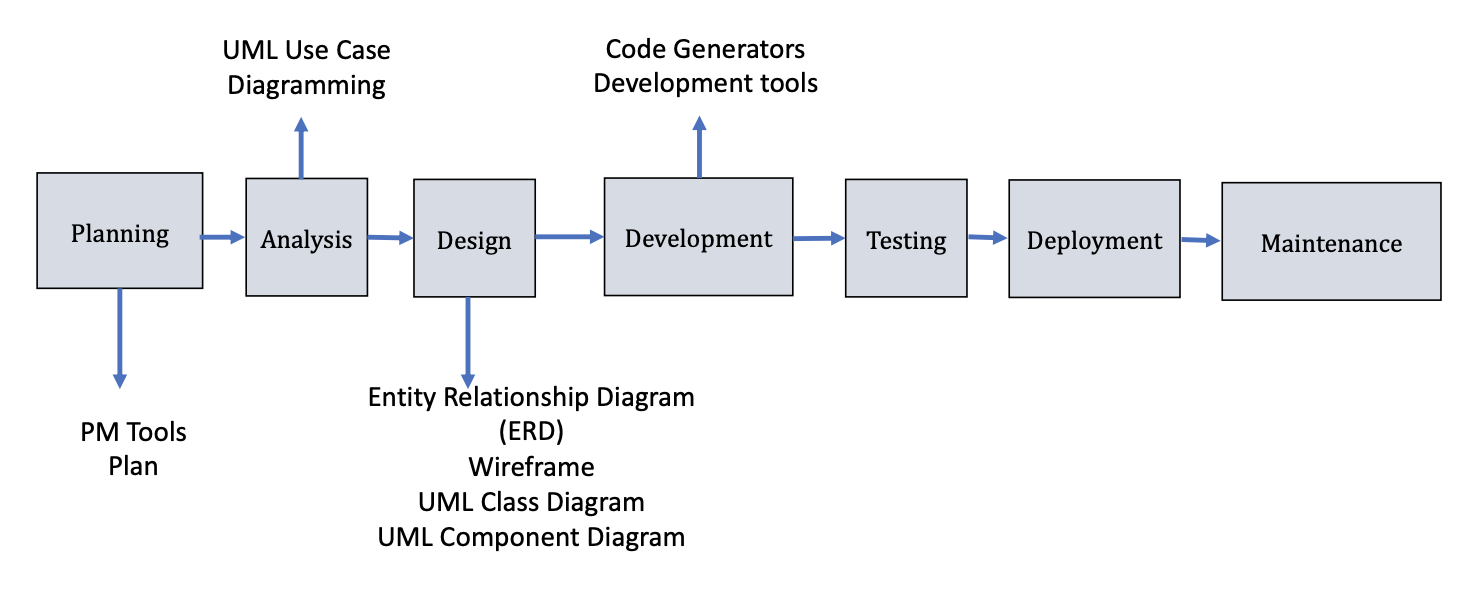 UML Use Case
Diagramming
Code Generators
Development tools
Planning
Analysis
Design
Development
Testing
Deployment
Maintenance
PM Tools
Plan
Entity Relationship Diagram
(ERD)
Wireframe
UML Class Diagram
UML Component Diagram